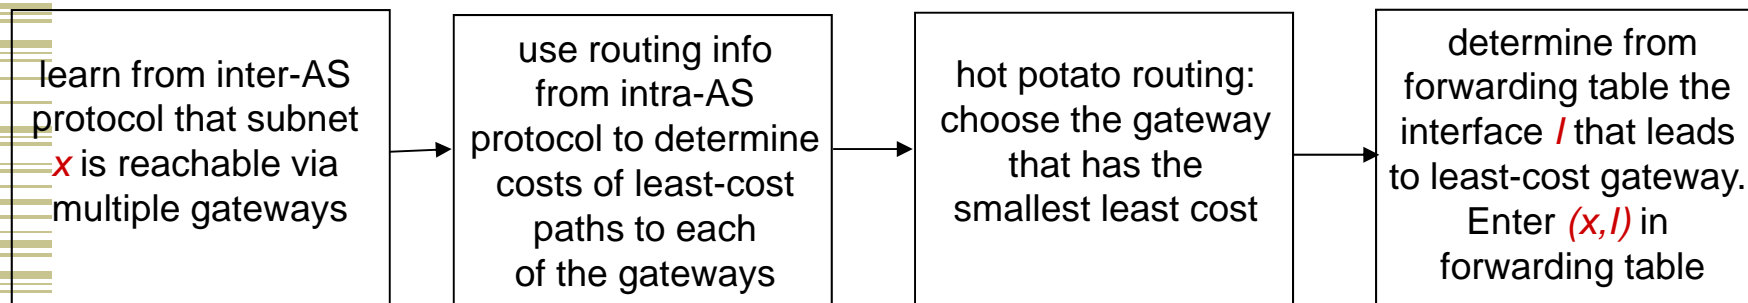 learn from inter-AS
protocol that subnet
x is reachable via
multiple gateways
use routing info
from intra-AS
protocol to determine
costs of least-cost
paths to each
of the gateways
hot potato routing:
choose the gateway
that has the
smallest least cost
determine from
forwarding table the
interface I that leads
to least-cost gateway.
Enter (x,I) in
forwarding table